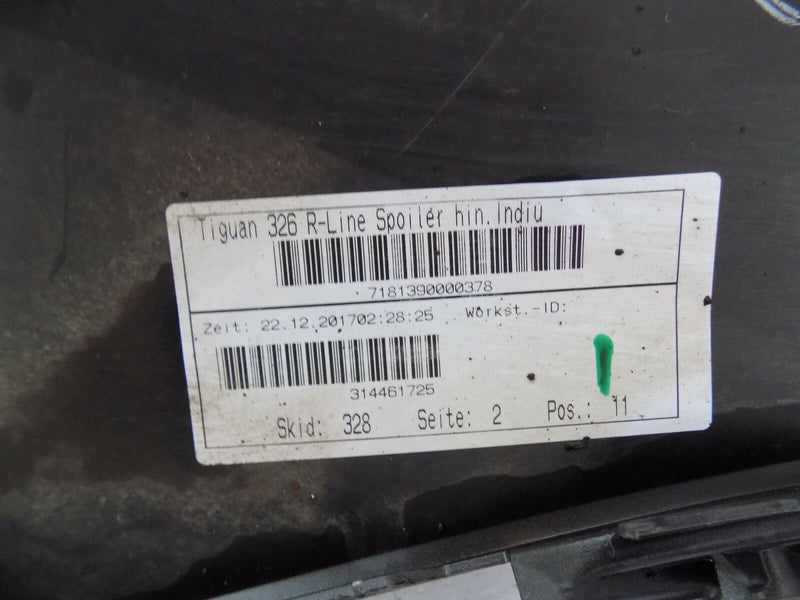 Tiguan 326 R-Line Spoiler hin. Indiu
7181390000378
Zeit: 22.12.201702:28:25 Workst.-ID:
314461725
Skid: 328 Seite: 2 Pos.: 11